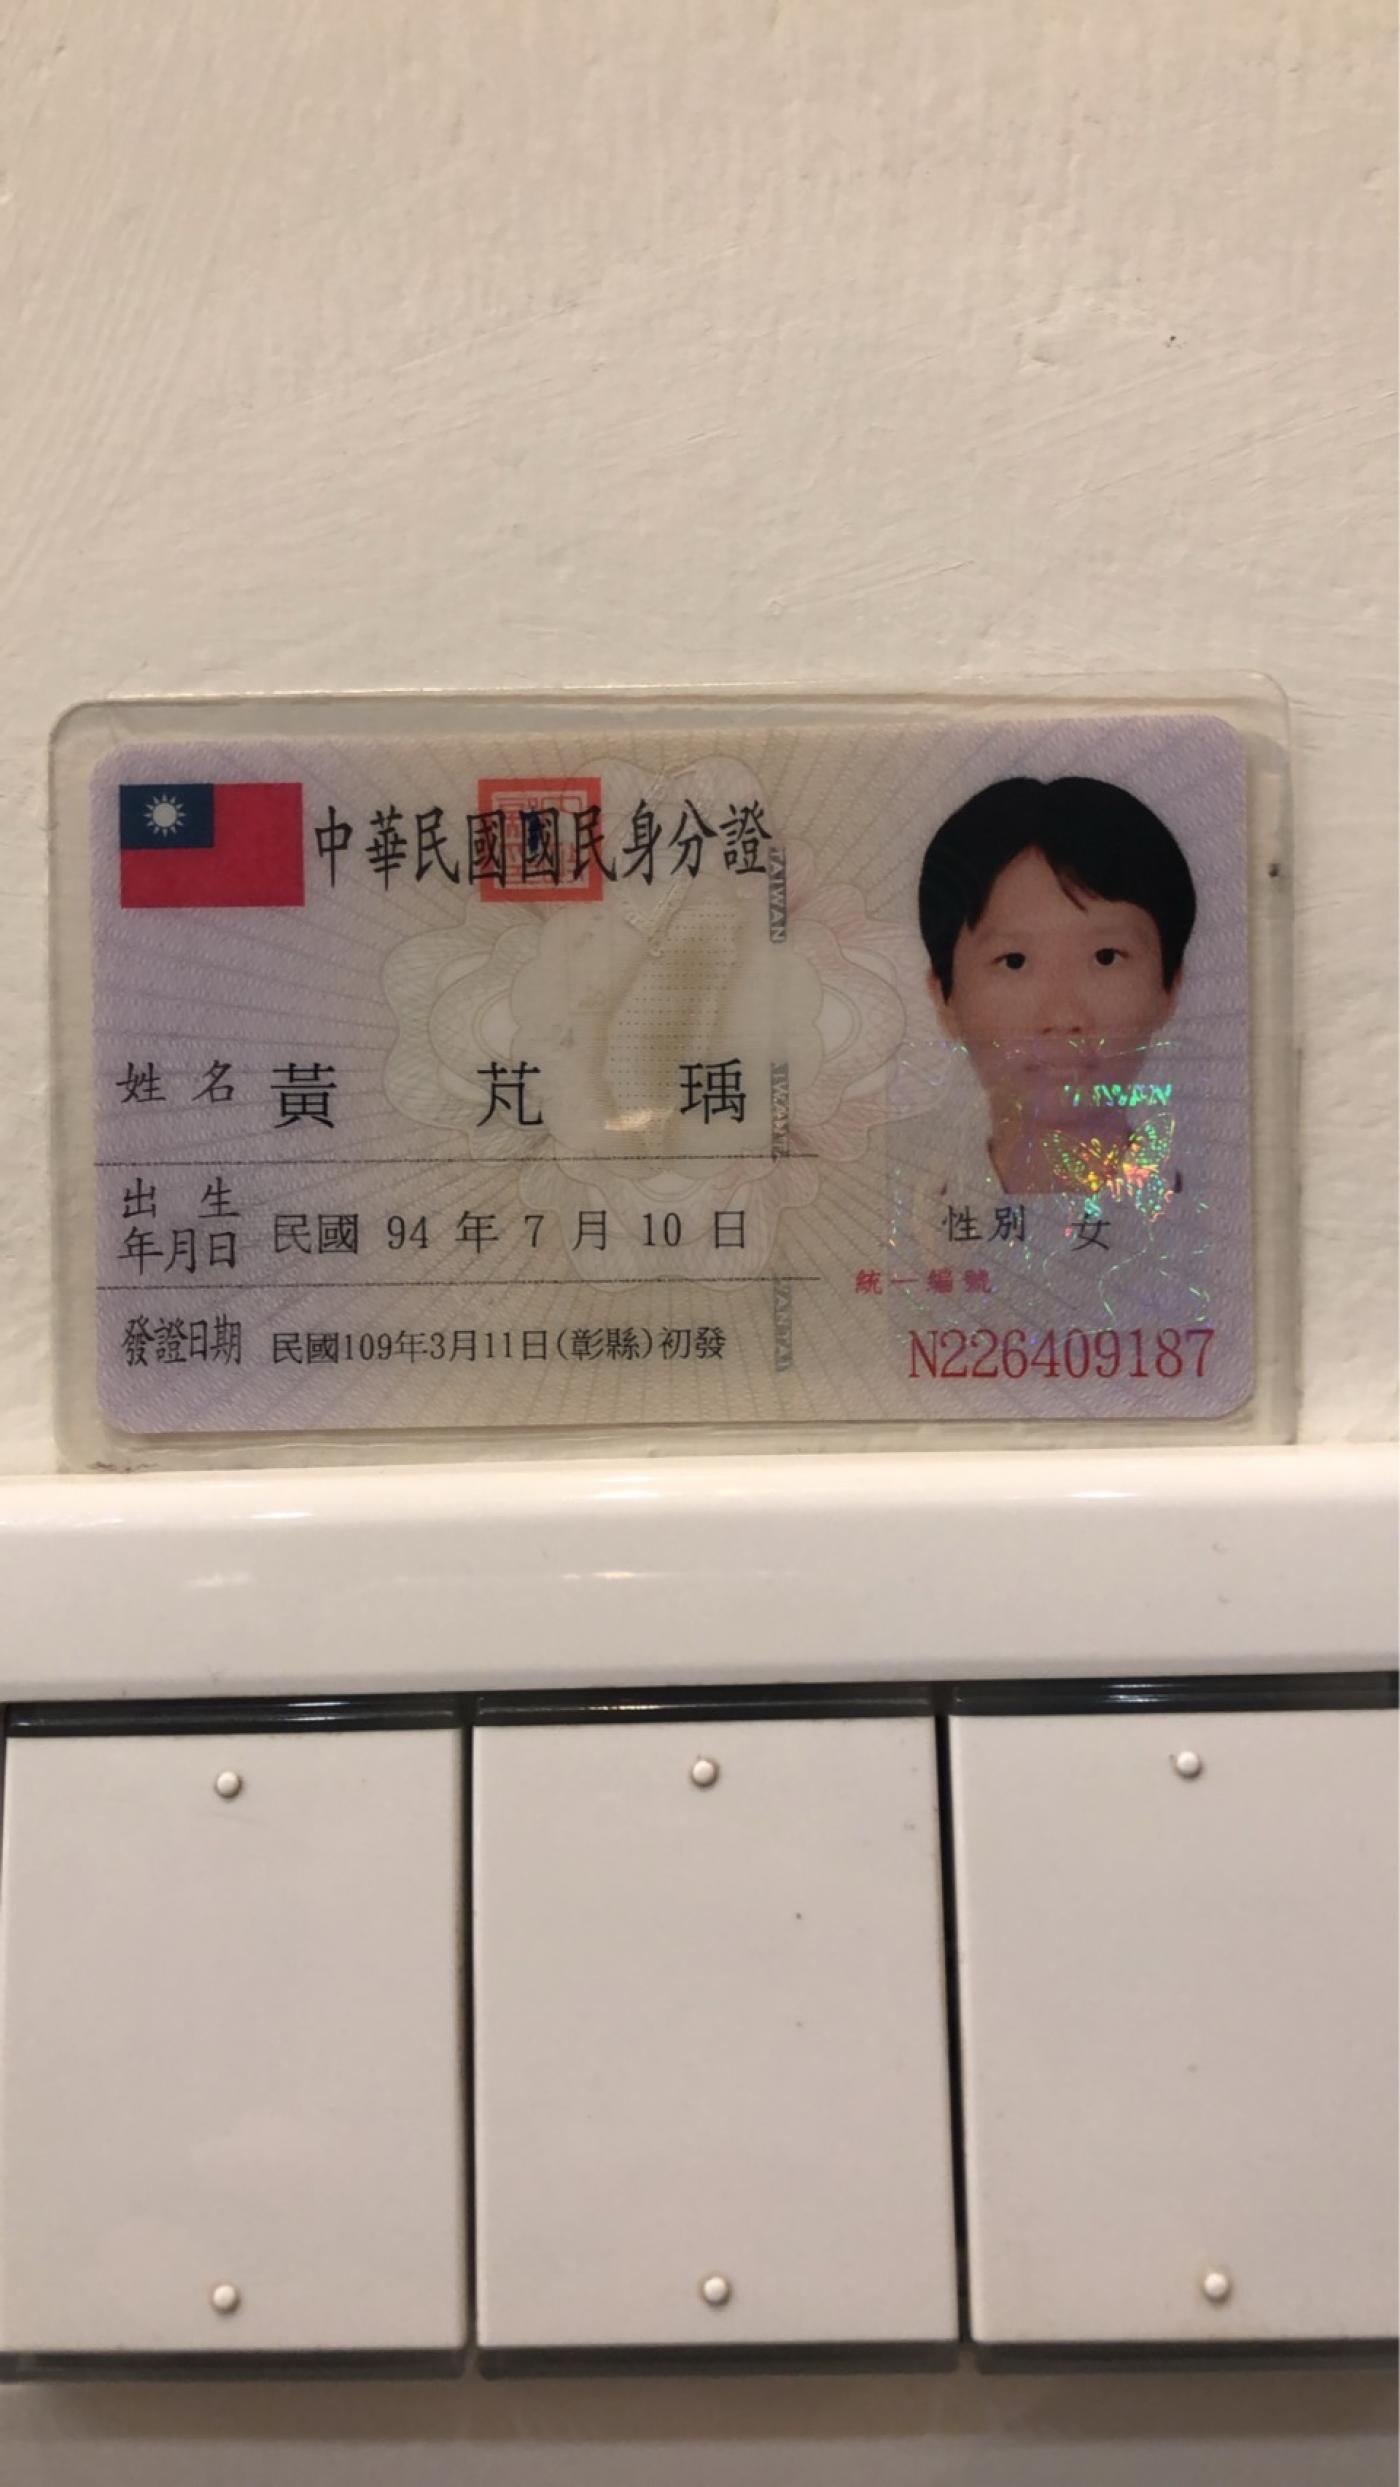 中華民國國民身分證
姓名 黃芃瑀
出生年月日 民國 94 年 7 月 10 日
性別 女
發證日期 民國109年3月11日(彰縣)初發
統一編號
N226409187
TAIWAN